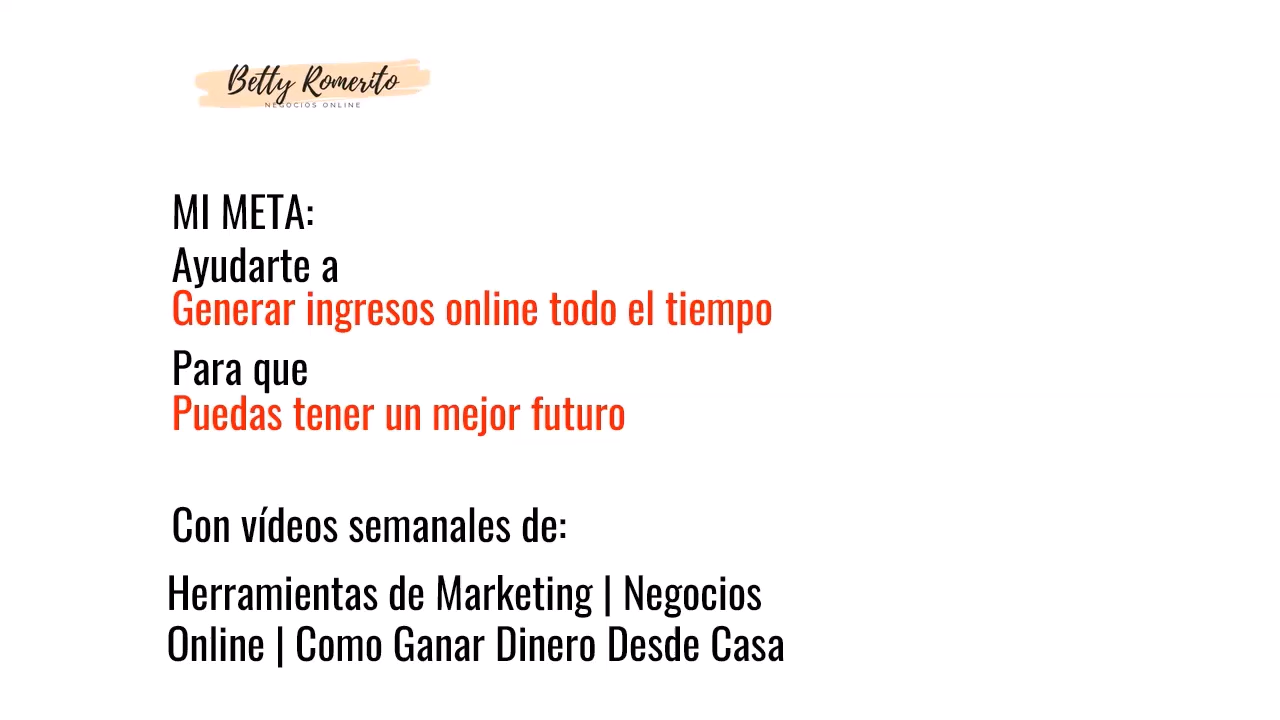 Betty Romerito
NEGOCIOS ONLINE
MI META:
Ayudarte a
Generar ingresos online todo el tiempo
Para que
Puedas tener un mejor futuro
Con vídeos semanales de:
Herramientas de Marketing | Negocios
Online | Como Ganar Dinero Desde Casa